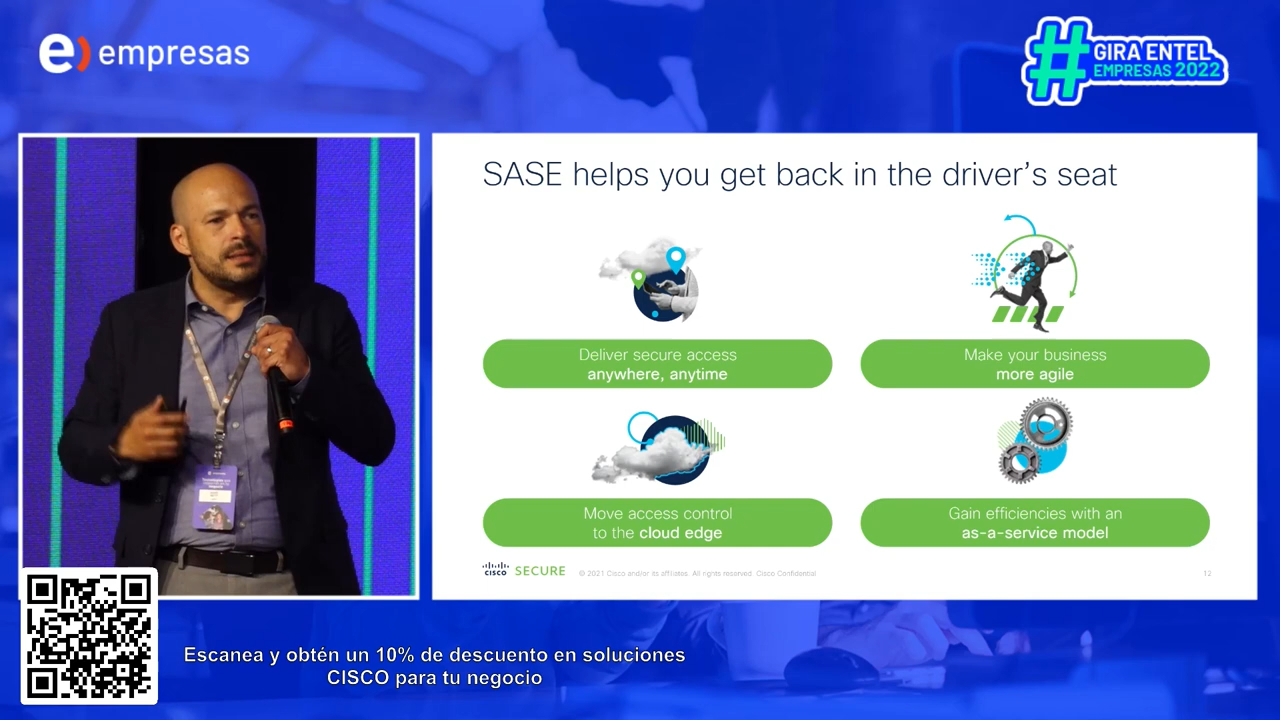 e) empresas
# GIRA ENTEL
EMPRESAS 2022
SASE helps you get back in the driver's seat
Deliver secure access
anywhere, anytime
Make your business
more agile
Move access control
to the cloud edge
Gain efficiencies with an
as-a-service model
CISCO SECURE
© 2021 Cisco and/or its affiliates. All rights reserved. Cisco Confidential
12
Escanea y obtén un 10% de descuento en soluciones
CISCO para tu negocio